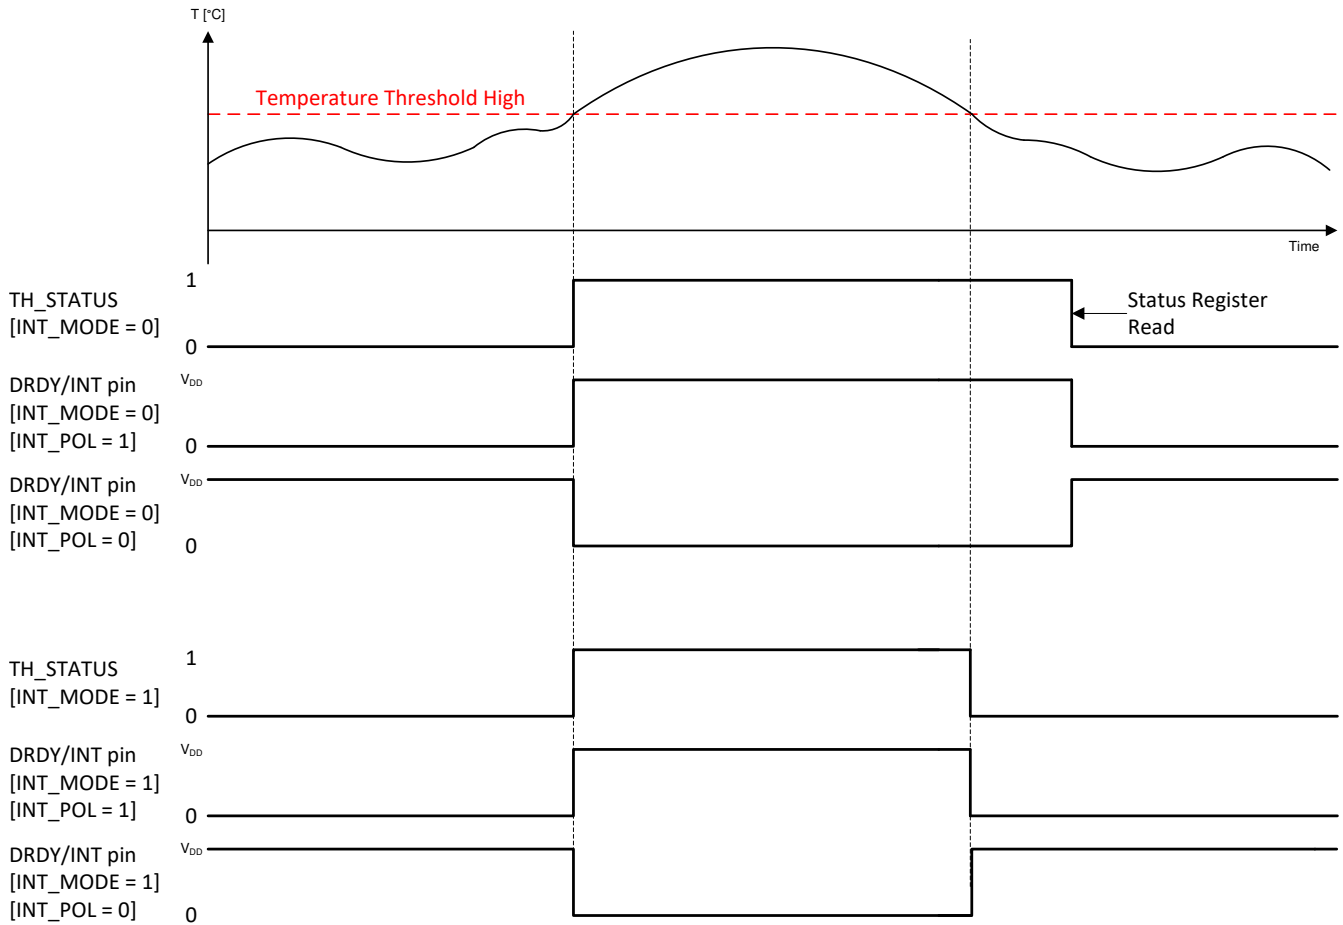 T [°C]
Temperature Threshold High
Time
1
TH_STATUS
[INT_MODE = 0]
0
Status Register
Read
DRDY/INT pin
[INT_MODE = 0]
[INT_POL = 1]
VDD
0
DRDY/INT pin
[INT_MODE = 0]
[INT_POL = 0]
VDD
0
TH_STATUS
[INT_MODE = 1]
1
0
DRDY/INT pin
[INT_MODE = 1]
[INT_POL = 1]
VDD
0
DRDY/INT pin
[INT_MODE = 1]
[INT_POL = 0]
VDD
0